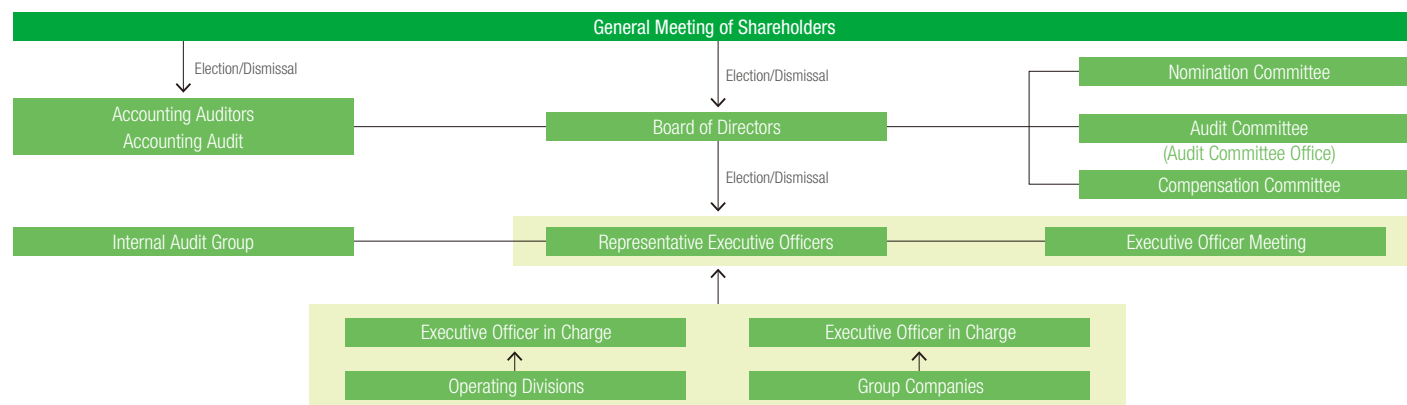 General Meeting of Shareholders
Election/Dismissal
Election/Dismissal
Nomination Committee
Accounting Auditors
Accounting Audit
Board of Directors
Audit Committee
(Audit Committee Office)
Election/Dismissal
Compensation Committee
Internal Audit Group
Representative Executive Officers
Executive Officer Meeting
Executive Officer in Charge
Executive Officer in Charge
Operating Divisions
Group Companies